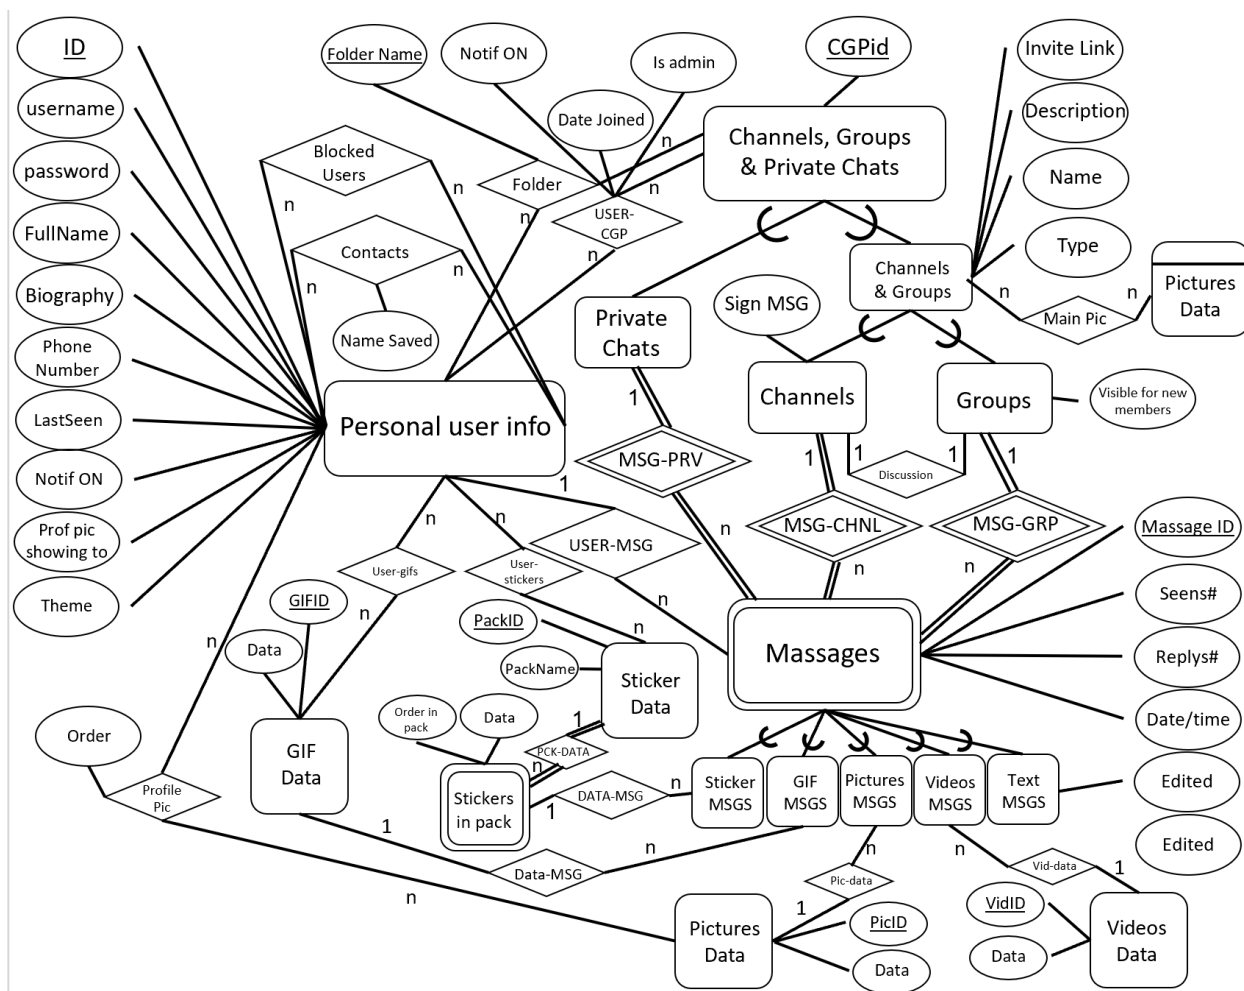 ID
username
password
FullName
Biography
Phone
Number
LastSeen
Notif ON
Prof pic
showing to
Theme
Folder Name
Notif ON
Is admin
Date Joined
CGPid
Invite Link
Description
Name
Type
Blocked
Users
Contacts
Name Saved
Folder
USER-
CGP
Channels, Groups
& Private Chats
Channels
& Groups
Main Pic
Pictures
Data
Sign MSG
Private
Chats
Channels
Groups
Visible for new
members
Personal user info
MSG-PRV
MSG-CHNL
Discussion
MSG-GRP
USER-MSG
User-gifs
User-
stickers
GIFID
Data
PackID
PackName
Sticker
Data
Massages
Massage ID
Seens#
Replys#
Date/time
Edited
Edited
Order
Profile
Pic
GIF
Data
Order in
pack
Data
PCK-DATA
Stickers
in pack
DATA-MSG
Sticker
MSGS
GIF
MSGS
Pictures
MSGS
Videos
MSGS
Text
MSGS
Data-MSG
Pic-data
Vid-data
Pictures
Data
PicID
Data
VidID
Data
Videos
Data
n
n
n
n
n
n
n
n
n
n
1
1
1
1
1
1
n
n
n
n
n
n
n
n
n
n
1
n
1
n
1
n
n
n
1
1
n